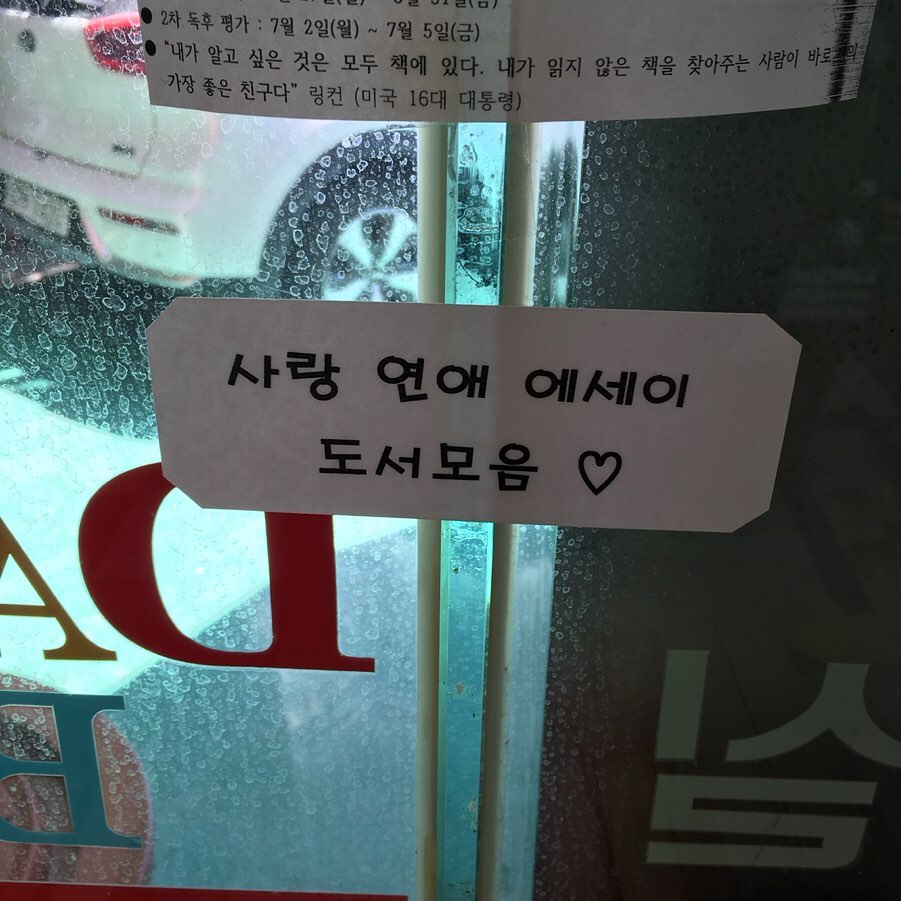 ● 2차 독후 평가 : 7월 2일(월) ~ 7월 5일(금)
● “내가 알고 싶은 것은 모두 책에 있다. 내가 읽지 않은 책을 찾아주는 사람이 바로
가장 좋은 친구다” 링컨 (미국 16대 대통령)
사랑 연애 에세이
도서모음 ♡